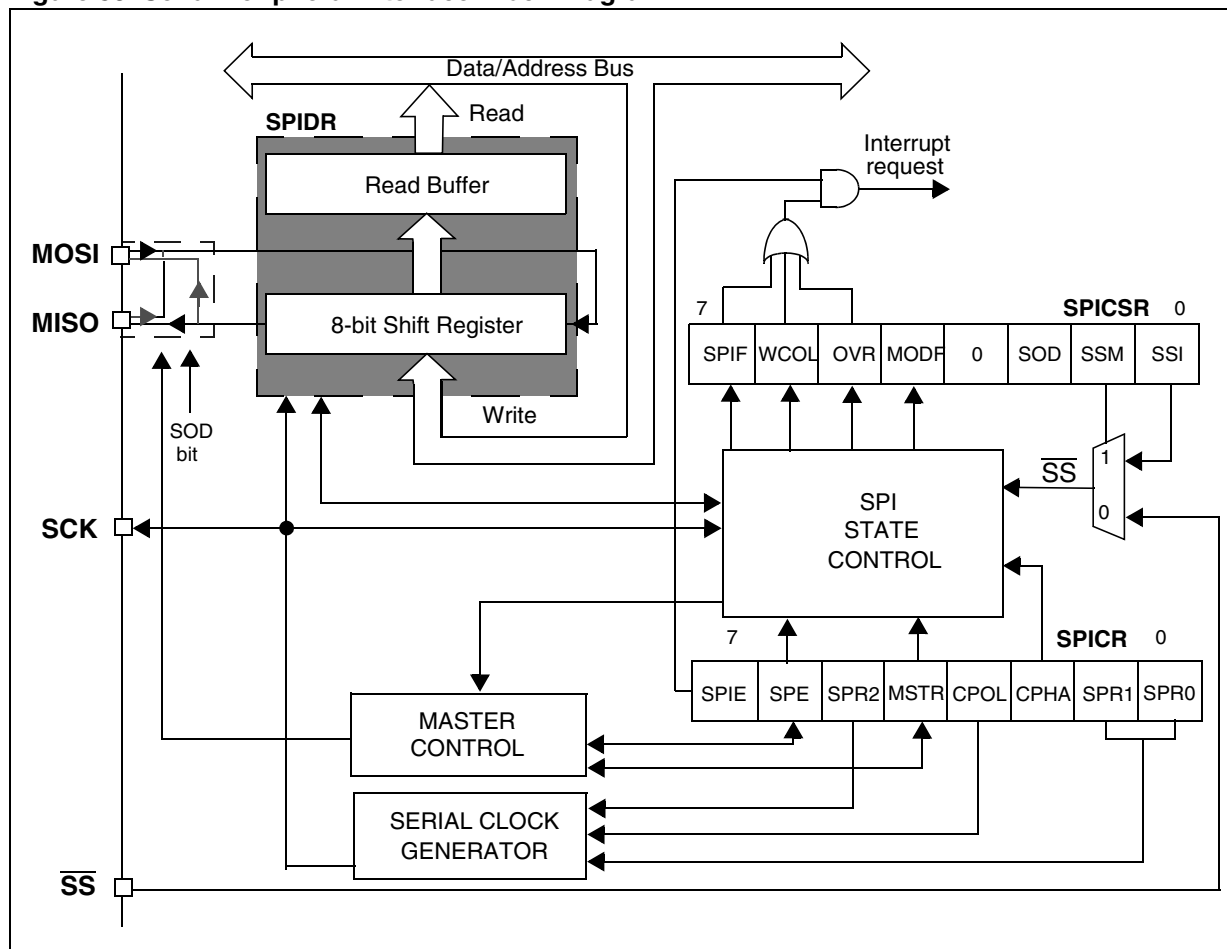 Data/Address Bus
SPIDR
Read
Read Buffer
Interrupt
request
MOSI
MISO
8-bit Shift Register
7
SPICSR
0
SPIF WCOL OVR MODF 0 SOD SSM SSI
Write
SOD
bit
1
SS
0
SCK
SPI
STATE
CONTROL
7
SPICR
0
SPIE SPE SPR2 MSTR CPOL CPHA SPR1 SPR0
MASTER
CONTROL
SERIAL CLOCK
GENERATOR
SS